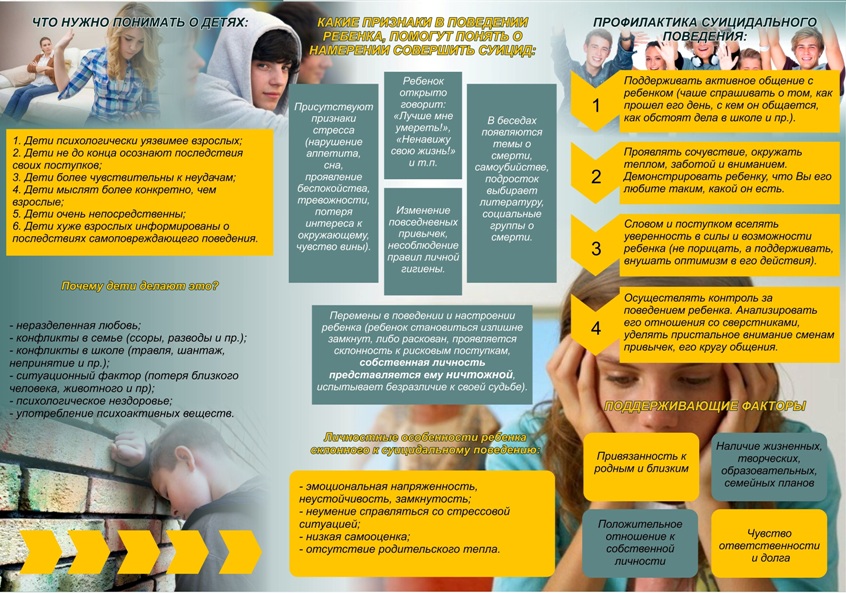 ЧТО НУЖНО ПОНИМАТЬ О ДЕТЯХ:
1. Дети психологически уязвимее взрослых;
2. Дети не до конца осознают последствия
своих поступков;
3. Дети более чувствительны к неудачам;
4. Дети мыслят более конкретно, чем
взрослые;
5. Дети очень непосредственны;
6. Дети хуже взрослых информированы о
последствиях самоповреждающего поведения.
Почему дети делают это?
- неразделенная любовь;
- конфликты в семье (ссоры, разводы и пр.);
- конфликты в школе (травля, шантаж,
непринятие и пр.);
- ситуационный фактор (потеря близкого
человека, животного и пр);
- психологическое нездоровье;
- употребление психоактивных веществ.
КАКИЕ ПРИЗНАКИ В ПОВЕДЕНИИ
РЕБЕНКА, ПОМОГУТ ПОНЯТЬ О
НАМЕРЕНИИ СОВЕРШИТЬ СУИЦИД:
Присутствуют
признаки
стресса
(нарушение
аппетита,
сна,
проявление
беспокойства,
тревожности,
потеря
интереса к
окружающему,
чувство вины).
Ребенок
открыто
говорит:
«Лучше мне
умереть!»,
«Ненавижу
свою жизнь!»
и т.п.
Изменение
повседневных
привычек,
несоблюдение
правил личной
гигиены.
В беседах
появляются
темы о
смерти,
самоубийстве,
подросток
выбирает
литературу,
социальные
группы о
смерти.
Перемены в поведении и настроении
ребенка (ребенок становиться излишне
замкнут, либо раскован, проявляется
склонность к рисковым поступкам,
собственная личность
представляется ему ничтожной,
испытывает безразличие к своей судьбе).
Личностные особенности ребенка
склонного к суицидальному поведению:
- эмоциональная напряженность,
неустойчивость, замкнутость;
- неумение справляться со стрессовой
ситуацией;
- низкая самооценка;
- отсутствие родительского тепла.
ПРОФИЛАКТИКА СУИЦИДАЛЬНОГО
ПОВЕДЕНИЯ:
1
Поддерживать активное общение с
ребенком (чаше спрашивать о том, как
прошел его день, с кем он общается,
как обстоят дела в школе и пр.).
2
Проявлять сочувствие, окружать
теплом, заботой и вниманием.
Демонстрировать ребенку, что Вы его
любите таким, какой он есть.
3
Словом и поступком вселять
уверенность в силы и возможности
ребенка (не порицать, а поддерживать,
внушать оптимизм в его действия).
4
Осуществлять контроль за
поведением ребенка. Анализировать
его отношения со сверстниками,
уделять пристальное внимание сменам
привычек, его кругу общения.
ПОДДЕРЖИВАЮЩИЕ ФАКТОРЫ
Привязанность к
родным и близким
Наличие жизненных,
творческих,
образовательных,
семейных планов
Положительное
отношение к
собственной
личности
Чувство
ответственности
и долга